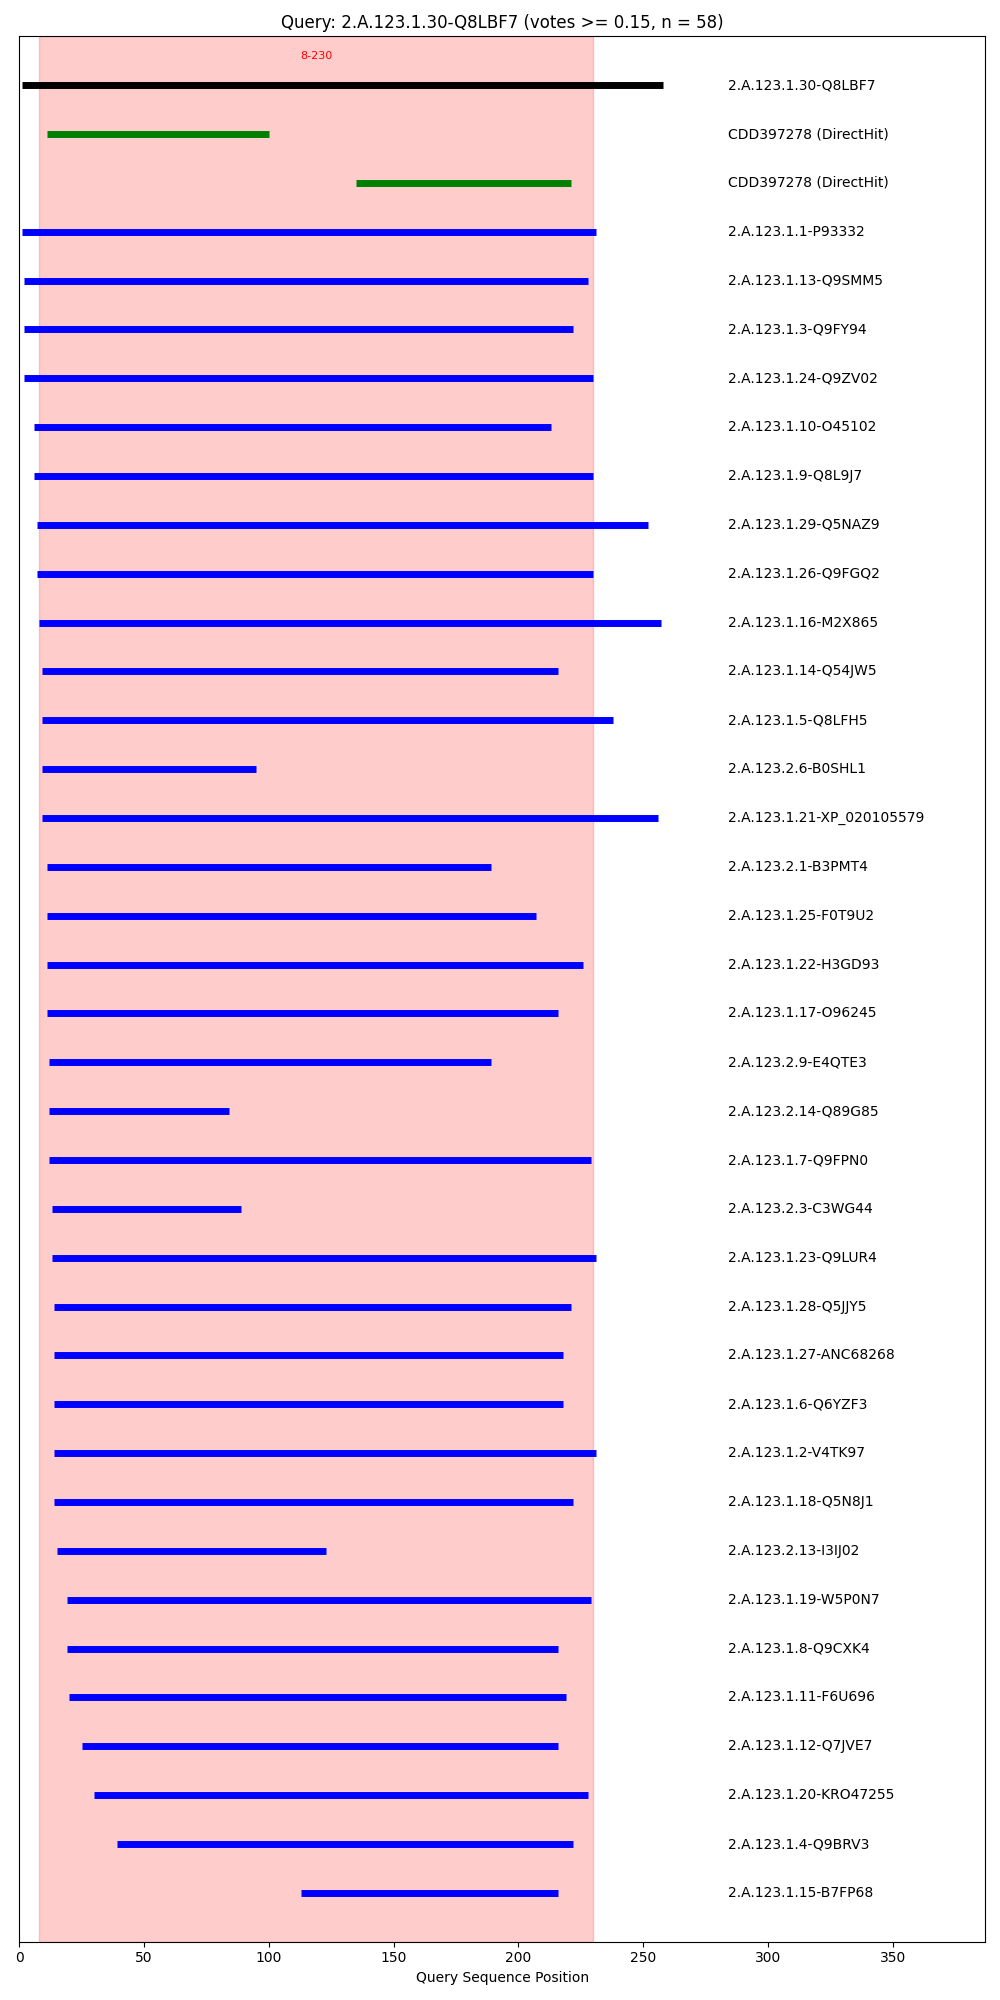 Query: 2.A.123.1.30-Q8LBF7 (votes >= 0.15, n = 58)
8-230
2.A.123.1.30-Q8LBF7
CDD397278 (DirectHit)
CDD397278 (DirectHit)
2.A.123.1.1-P93332
2.A.123.1.13-Q9SMM5
2.A.123.1.3-Q9FY94
2.A.123.1.24-Q9ZV02
2.A.123.1.10-O45102
2.A.123.1.9-Q8L9J7
2.A.123.1.29-Q5NAZ9
2.A.123.1.26-Q9FGQ2
2.A.123.1.16-M2X865
2.A.123.1.14-Q54JW5
2.A.123.1.5-Q8LFH5
2.A.123.2.6-B0SHL1
2.A.123.1.21-XP_020105579
2.A.123.2.1-B3PMT4
2.A.123.1.25-F0T9U2
2.A.123.1.22-H3GD93
2.A.123.1.17-O96245
2.A.123.2.9-E4QTE3
2.A.123.2.14-Q89G85
2.A.123.1.7-Q9FPN0
2.A.123.2.3-C3WG44
2.A.123.1.23-Q9LUR4
2.A.123.1.28-Q5JJY5
2.A.123.1.27-ANC68268
2.A.123.1.6-Q6YZF3
2.A.123.1.2-V4TK97
2.A.123.1.18-Q5N8J1
2.A.123.2.13-I3IJ02
2.A.123.1.19-W5P0N7
2.A.123.1.8-Q9CXK4
2.A.123.1.11-F6U696
2.A.123.1.12-Q7JVE7
2.A.123.1.20-KRO47255
2.A.123.1.4-Q9BRV3
2.A.123.1.15-B7FP68
0 50 100 150 200 250 300 350
Query Sequence Position